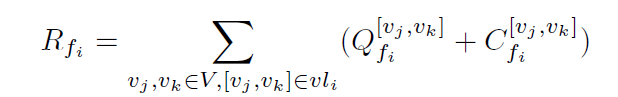 $R_{f_i} = \sum_{v_j, v_k \in V, [v_j, v_k] \in vl_i} (Q_{f_i}^{[v_j, v_k]} + C_{f_i}^{[v_j, v_k]})$